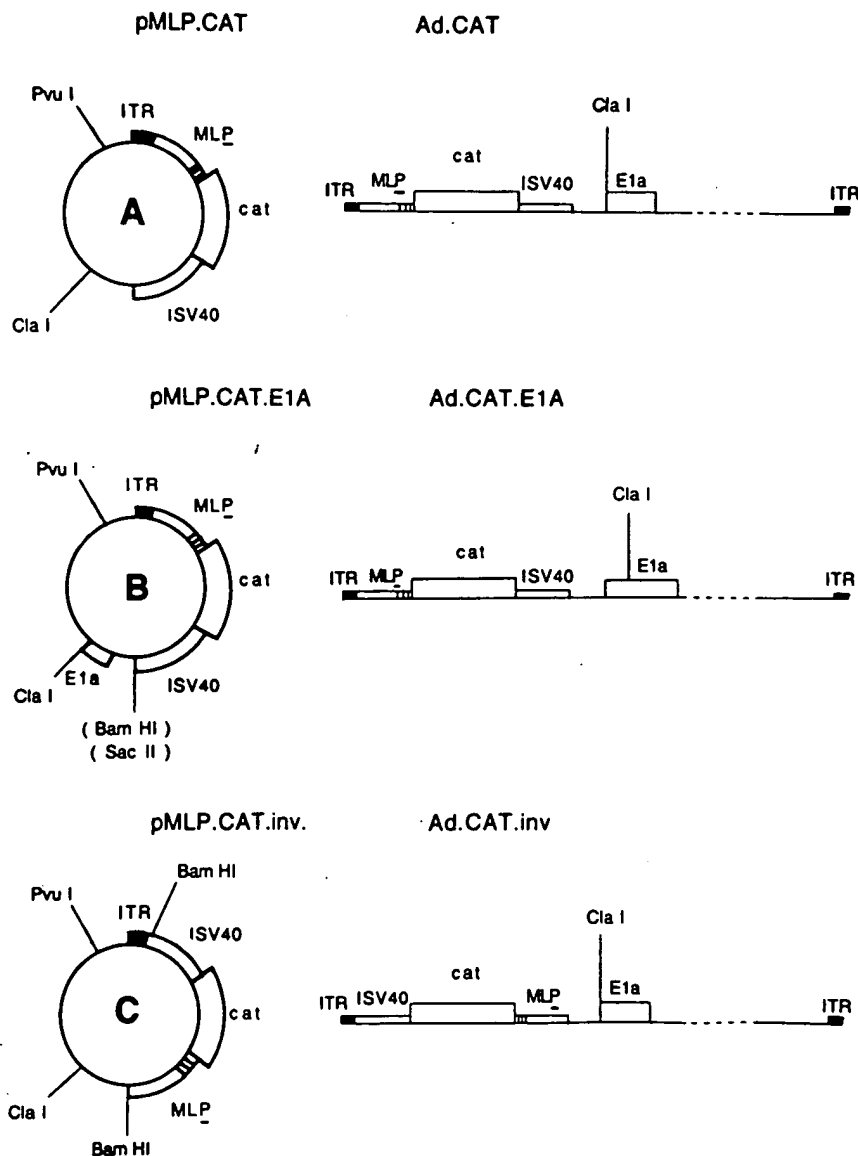 pMLP.CAT Ad.CAT
Pvu I
ITR
MLP
A
cat
Cla I
ISV40
Cla I
cat
MLP
ISV40
E1a
ITR
ITR
pMLP.CAT.E1A Ad.CAT.E1A
Pvu I
ITR
MLP
B
cat
E1a
ISV40
Cla I
( Bam HI )
( Sac II )
Cla I
cat
E1a
ITR
MLP
ISV40
ITR
pMLP.CAT.inv. Ad.CAT.inv
Bam HI
Pvu I
ITR
ISV40
C
cat
Cla I
MLP
Bam HI
Cla I
cat
ITR
ISV40
MLP
E1a
ITR